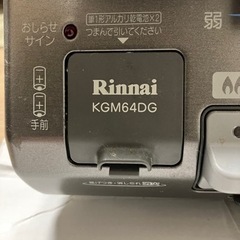 単1形アルカリ乾電池×2
つまんで引いてください
弱
おしらせ
サイン
Rinnai
KGM64DG
手前